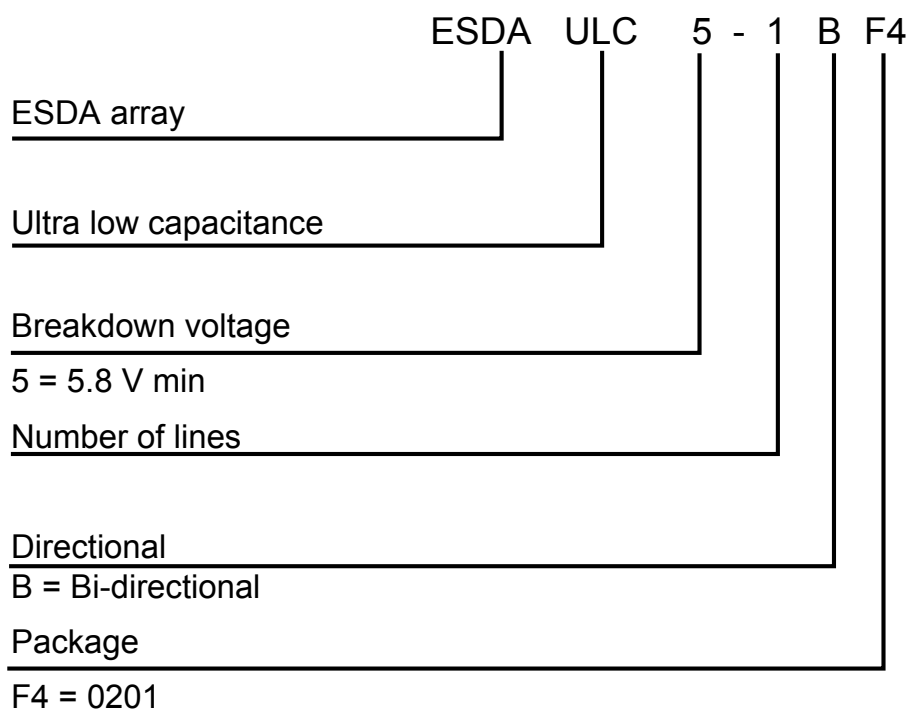 ESDA ULC 5 - 1 B F4
ESDA array
Ultra low capacitance
Breakdown voltage
5 = 5.8 V min
Number of lines
Directional
B = Bi-directional
Package
F4 = 0201